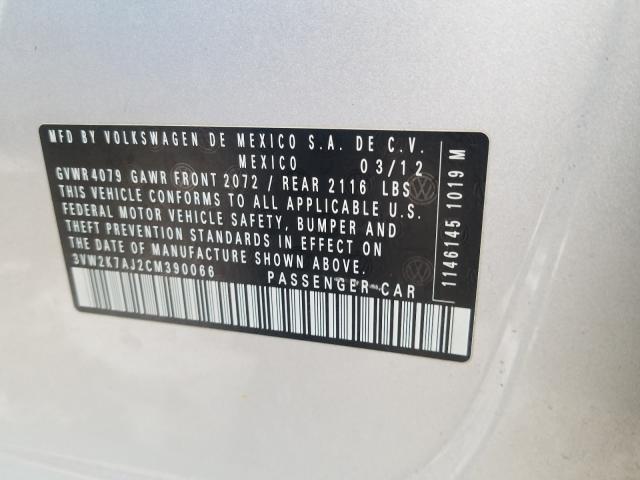 MFD BY VOLKSWAGEN DE MEXICO S.A. DE C.V.
MEXICO 03/12
GVWR4079 GAWR FRONT 2072 / REAR 2116 LBS
THIS VEHICLE CONFORMS TO ALL APPLICABLE U.S.
FEDERAL MOTOR VEHICLE SAFETY, BUMPER AND
THEFT PREVENTION STANDARDS IN EFFECT ON
THE DATE OF MANUFACTURE SHOWN ABOVE.
3VW2K7AJ2CM390066 PASSENGER CAR
1146145 1019 M